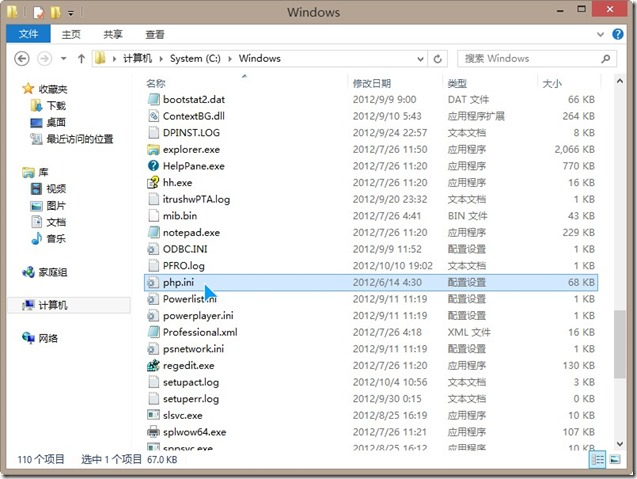 Windows
文件 主页 共享 查看
计算机 System (C:) Windows 搜索 Windows
名称 修改日期 类型 大小
收藏夹
下载
桌面
最近访问的位置
库
视频
图片
文档
音乐
家庭组
计算机
网络
bootstat2.dat 2012/9/9 9:00 DAT 文件 66 KB
ContextBG.dll 2012/9/10 5:43 应用程序扩展 264 KB
DPINST.LOG 2012/9/24 22:57 文本文档 8 KB
explorer.exe 2012/7/26 11:50 应用程序 2,066 KB
HelpPane.exe 2012/7/26 11:20 应用程序 770 KB
hh.exe 2012/7/26 11:20 应用程序 16 KB
itrushwPTA.log 2012/9/20 23:32 文本文档 1 KB
mib.bin 2012/7/26 4:41 BIN 文件 43 KB
notepad.exe 2012/7/26 11:20 应用程序 229 KB
ODBC.INI 2012/9/9 11:52 配置设置 1 KB
PFRO.log 2012/10/10 19:02 文本文档 1 KB
php.ini 2012/6/14 4:30 配置设置 68 KB
Powerlist.ini 2012/9/11 11:19 配置设置 1 KB
powerplayer.ini 2012/9/11 11:19 配置设置 1 KB
Professional.xml 2012/7/26 4:18 XML 文件 16 KB
psnetwork.ini 2012/9/11 11:19 配置设置 1 KB
regedit.exe 2012/7/26 11:20 应用程序 130 KB
setupact.log 2012/10/4 10:56 文本文档 3 KB
setuperr.log 2012/9/30 0:15 文本文档 0 KB
slsvc.exe 2012/8/25 16:19 应用程序 10 KB
splwow64.exe 2012/7/26 11:21 应用程序 107 KB
sppsvc.exe 2012/8/25 16:12 应用程序 10 KB
110 个项目 选中 1 个项目 67.0 KB